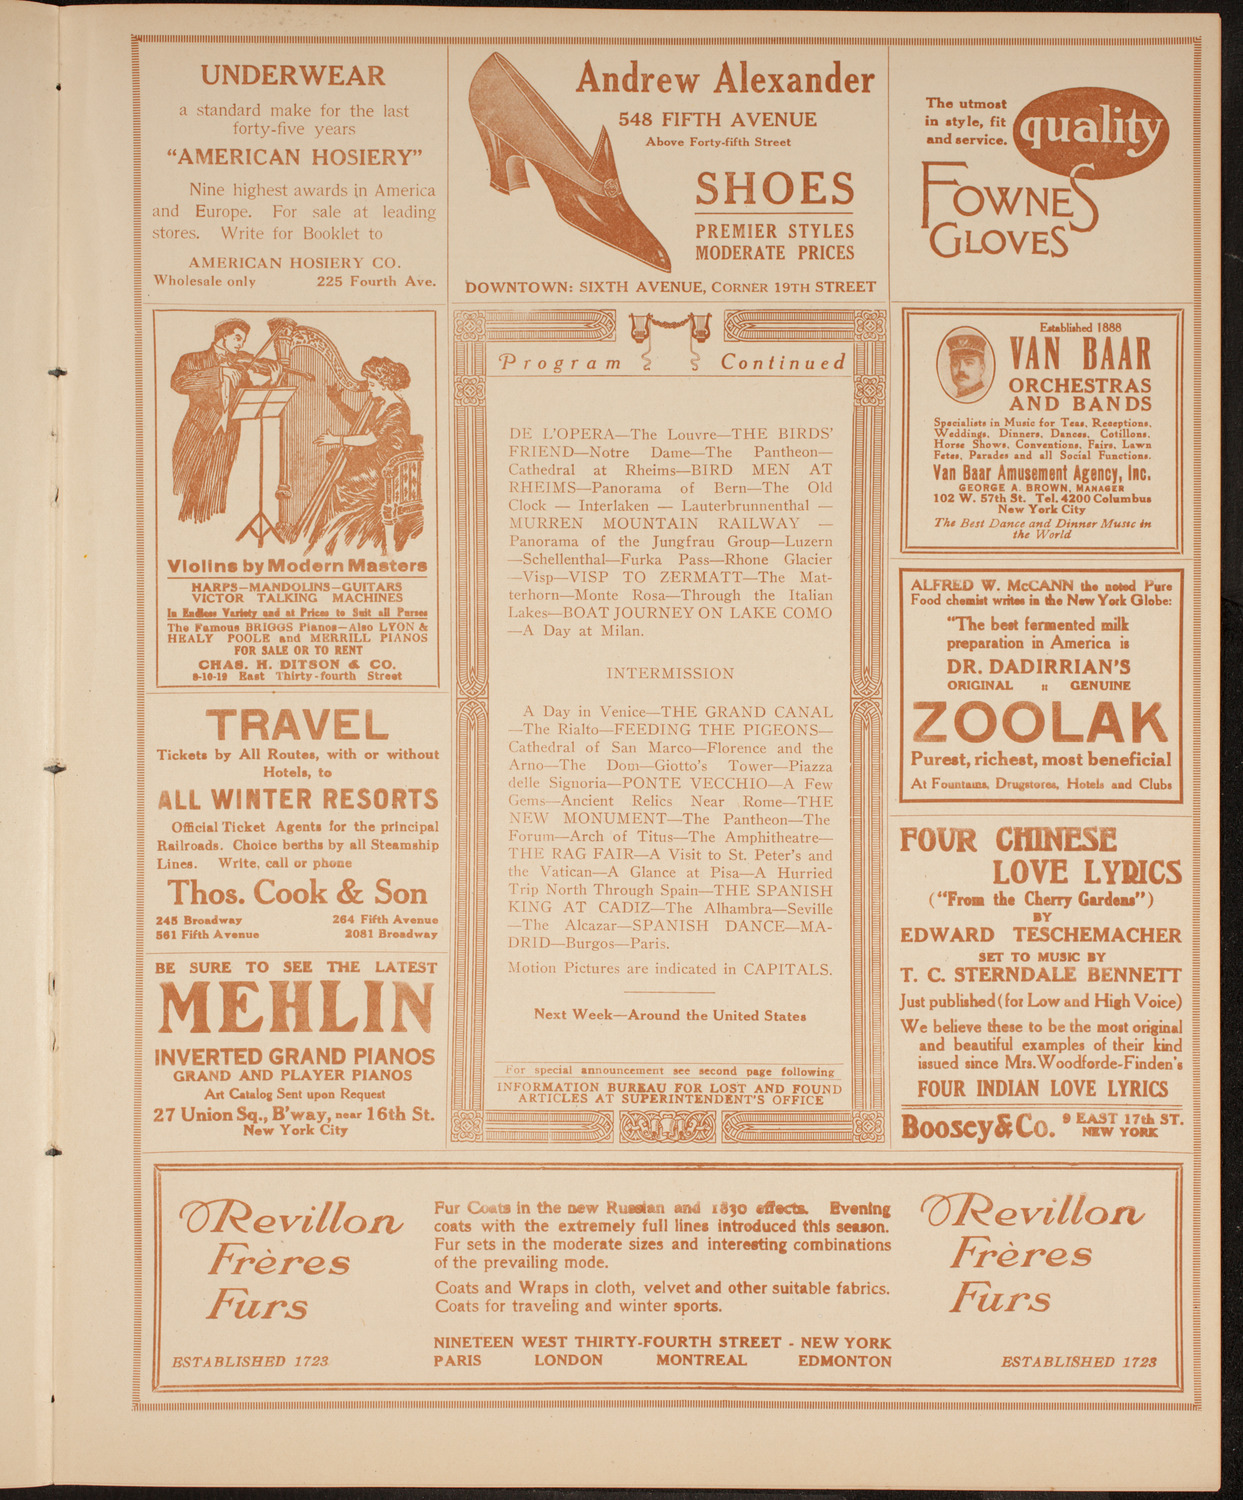 UNDERWEAR
a standard make for the last
forty-five years
"AMERICAN HOSIERY"
Nine highest awards in America
and Europe. For sale at leading
stores. Write for Booklet to
AMERICAN HOSIERY CO.
Wholesale only 225 Fourth Ave.
Andrew Alexander
548 FIFTH AVENUE
Above Forty-fifth Street
SHOES
PREMIER STYLES
MODERATE PRICES
DOWNTOWN: SIXTH AVENUE, CORNER 19TH STREET
The utmost
in style, fit
and service.
quality
FOWNES
GLOVES
Violins by Modern Masters
HARPS—MANDOLINS—GUITARS
VICTOR TALKING MACHINES
In Endless Variety and at Prices to Suit all Purses
The Famous BRIGGS Pianos—Also LYON &
HEALY POOLE and MERRILL PIANOS
FOR SALE OR TO RENT
CHAS. H. DITSON & CO.
8-10-12 East Thirty-fourth Street
TRAVEL
Tickets by All Routes, with or without
Hotels, to
ALL WINTER RESORTS
Official Ticket Agents for the principal
Railroads. Choice berths by all Steamship
Lines. Write, call or phone
Thos. Cook & Son
245 Broadway 264 Fifth Avenue
561 Fifth Avenue 2081 Broadway
BE SURE TO SEE THE LATEST
MEHLIN
INVERTED GRAND PIANOS
GRAND AND PLAYER PIANOS
Art Catalog Sent upon Request
27 Union Sq., B'way, near 16th St.
New York City
Program Continued
DE L'OPERA—The Louvre—THE BIRDS'
FRIEND—Notre Dame—The Pantheon—
Cathedral at Rheims—BIRD MEN AT
RHEIMS—Panorama of Bern—The Old
Clock — Interlaken — Lauterbrunnenthal —
MURREN MOUNTAIN RAILWAY —
Panorama of the Jungfrau Group—Luzern
—Schellenthal—Furka Pass—Rhone Glacier
—Visp—VISP TO ZERMATT—The Mat-
terhorn—Monte Rosa—Through the Italian
Lakes—BOAT JOURNEY ON LAKE COMO
—A Day at Milan.
INTERMISSION
A Day in Venice—THE GRAND CANAL
—The Rialto—FEEDING THE PIGEONS—
Cathedral of San Marco—Florence and the
Arno—The Dom—Giotto's Tower—Piazza
delle Signoria—PONTE VECCHIO—A Few
Gems—Ancient Relics Near Rome—THE
NEW MONUMENT—The Pantheon—The
Forum—Arch of Titus—The Amphitheatre—
THE RAG FAIR—A Visit to St. Peter's and
the Vatican—A Glance at Pisa—A Hurried
Trip North Through Spain—THE SPANISH
KING AT CADIZ—The Alhambra—Seville
—The Alcazar—SPANISH DANCE—MA-
DRID—Burgos—Paris.
Motion Pictures are indicated in CAPITALS.
Next Week—Around the United States
For special announcement see second page following
INFORMATION BUREAU FOR LOST AND FOUND
ARTICLES AT SUPERINTENDENT'S OFFICE
Established 1888
VAN BAAR
ORCHESTRAS
AND BANDS
Specialists in Music for Teas, Receptions,
Weddings, Dinners, Dances, Cotillons,
Horse Shows, Conventions, Fairs, Lawn
Fetes, Parades and all Social Functions.
Van Baar Amusement Agency, Inc.
GEORGE A. BROWN, MANAGER
102 W. 57th St. Tel. 4200 Columbus
New York City
The Best Dance and Dinner Music in
the World
ALFRED W. McCANN the noted Pure
Food chemist writes in the New York Globe:
"The best fermented milk
preparation in America is
DR. DADIRRIAN'S
ORIGINAL :: GENUINE
ZOOLAK
Purest, richest, most beneficial
At Fountains, Drugstores, Hotels and Clubs
FOUR CHINESE
LOVE LYRICS
("From the Cherry Gardens")
BY
EDWARD TESCHEMACHER
SET TO MUSIC BY
T. C. STERNDALE BENNETT
Just published (for Low and High Voice)
We believe these to be the most original
and beautiful examples of their kind
issued since Mrs. Woodforde-Finden's
FOUR INDIAN LOVE LYRICS
Boosey & Co. 9 EAST 17th ST.
NEW YORK
Revillon
Frères
Furs
ESTABLISHED 1723
Fur Coats in the new Russian and 1830 effects. Evening
coats with the extremely full lines introduced this season.
Fur sets in the moderate sizes and interesting combinations
of the prevailing mode.
Coats and Wraps in cloth, velvet and other suitable fabrics.
Coats for traveling and winter sports.
NINETEEN WEST THIRTY-FOURTH STREET - NEW YORK
PARIS LONDON MONTREAL EDMONTON
Revillon
Frères
Furs
ESTABLISHED 1723